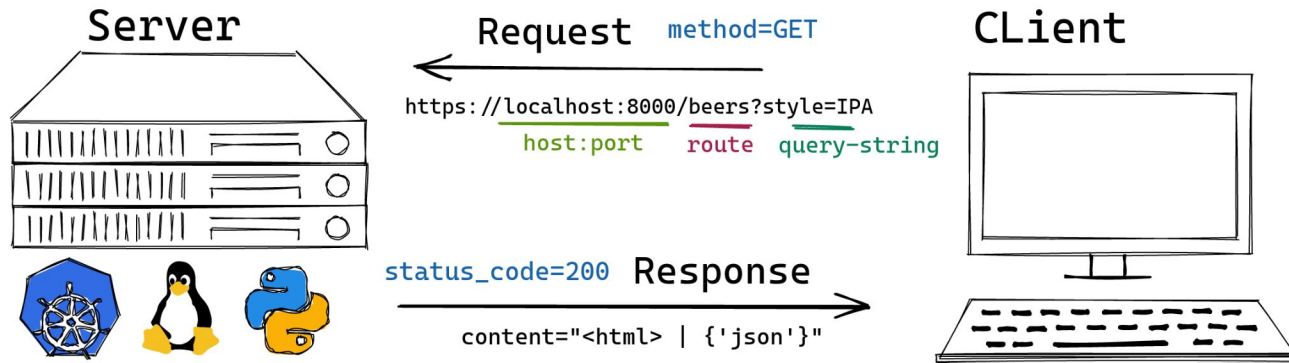 Server
Request method=GET
CLient
https://localhost:8000/beers?style=IPA
host:port route query-string
status_code=200 Response
content="<html> | {'json'}"